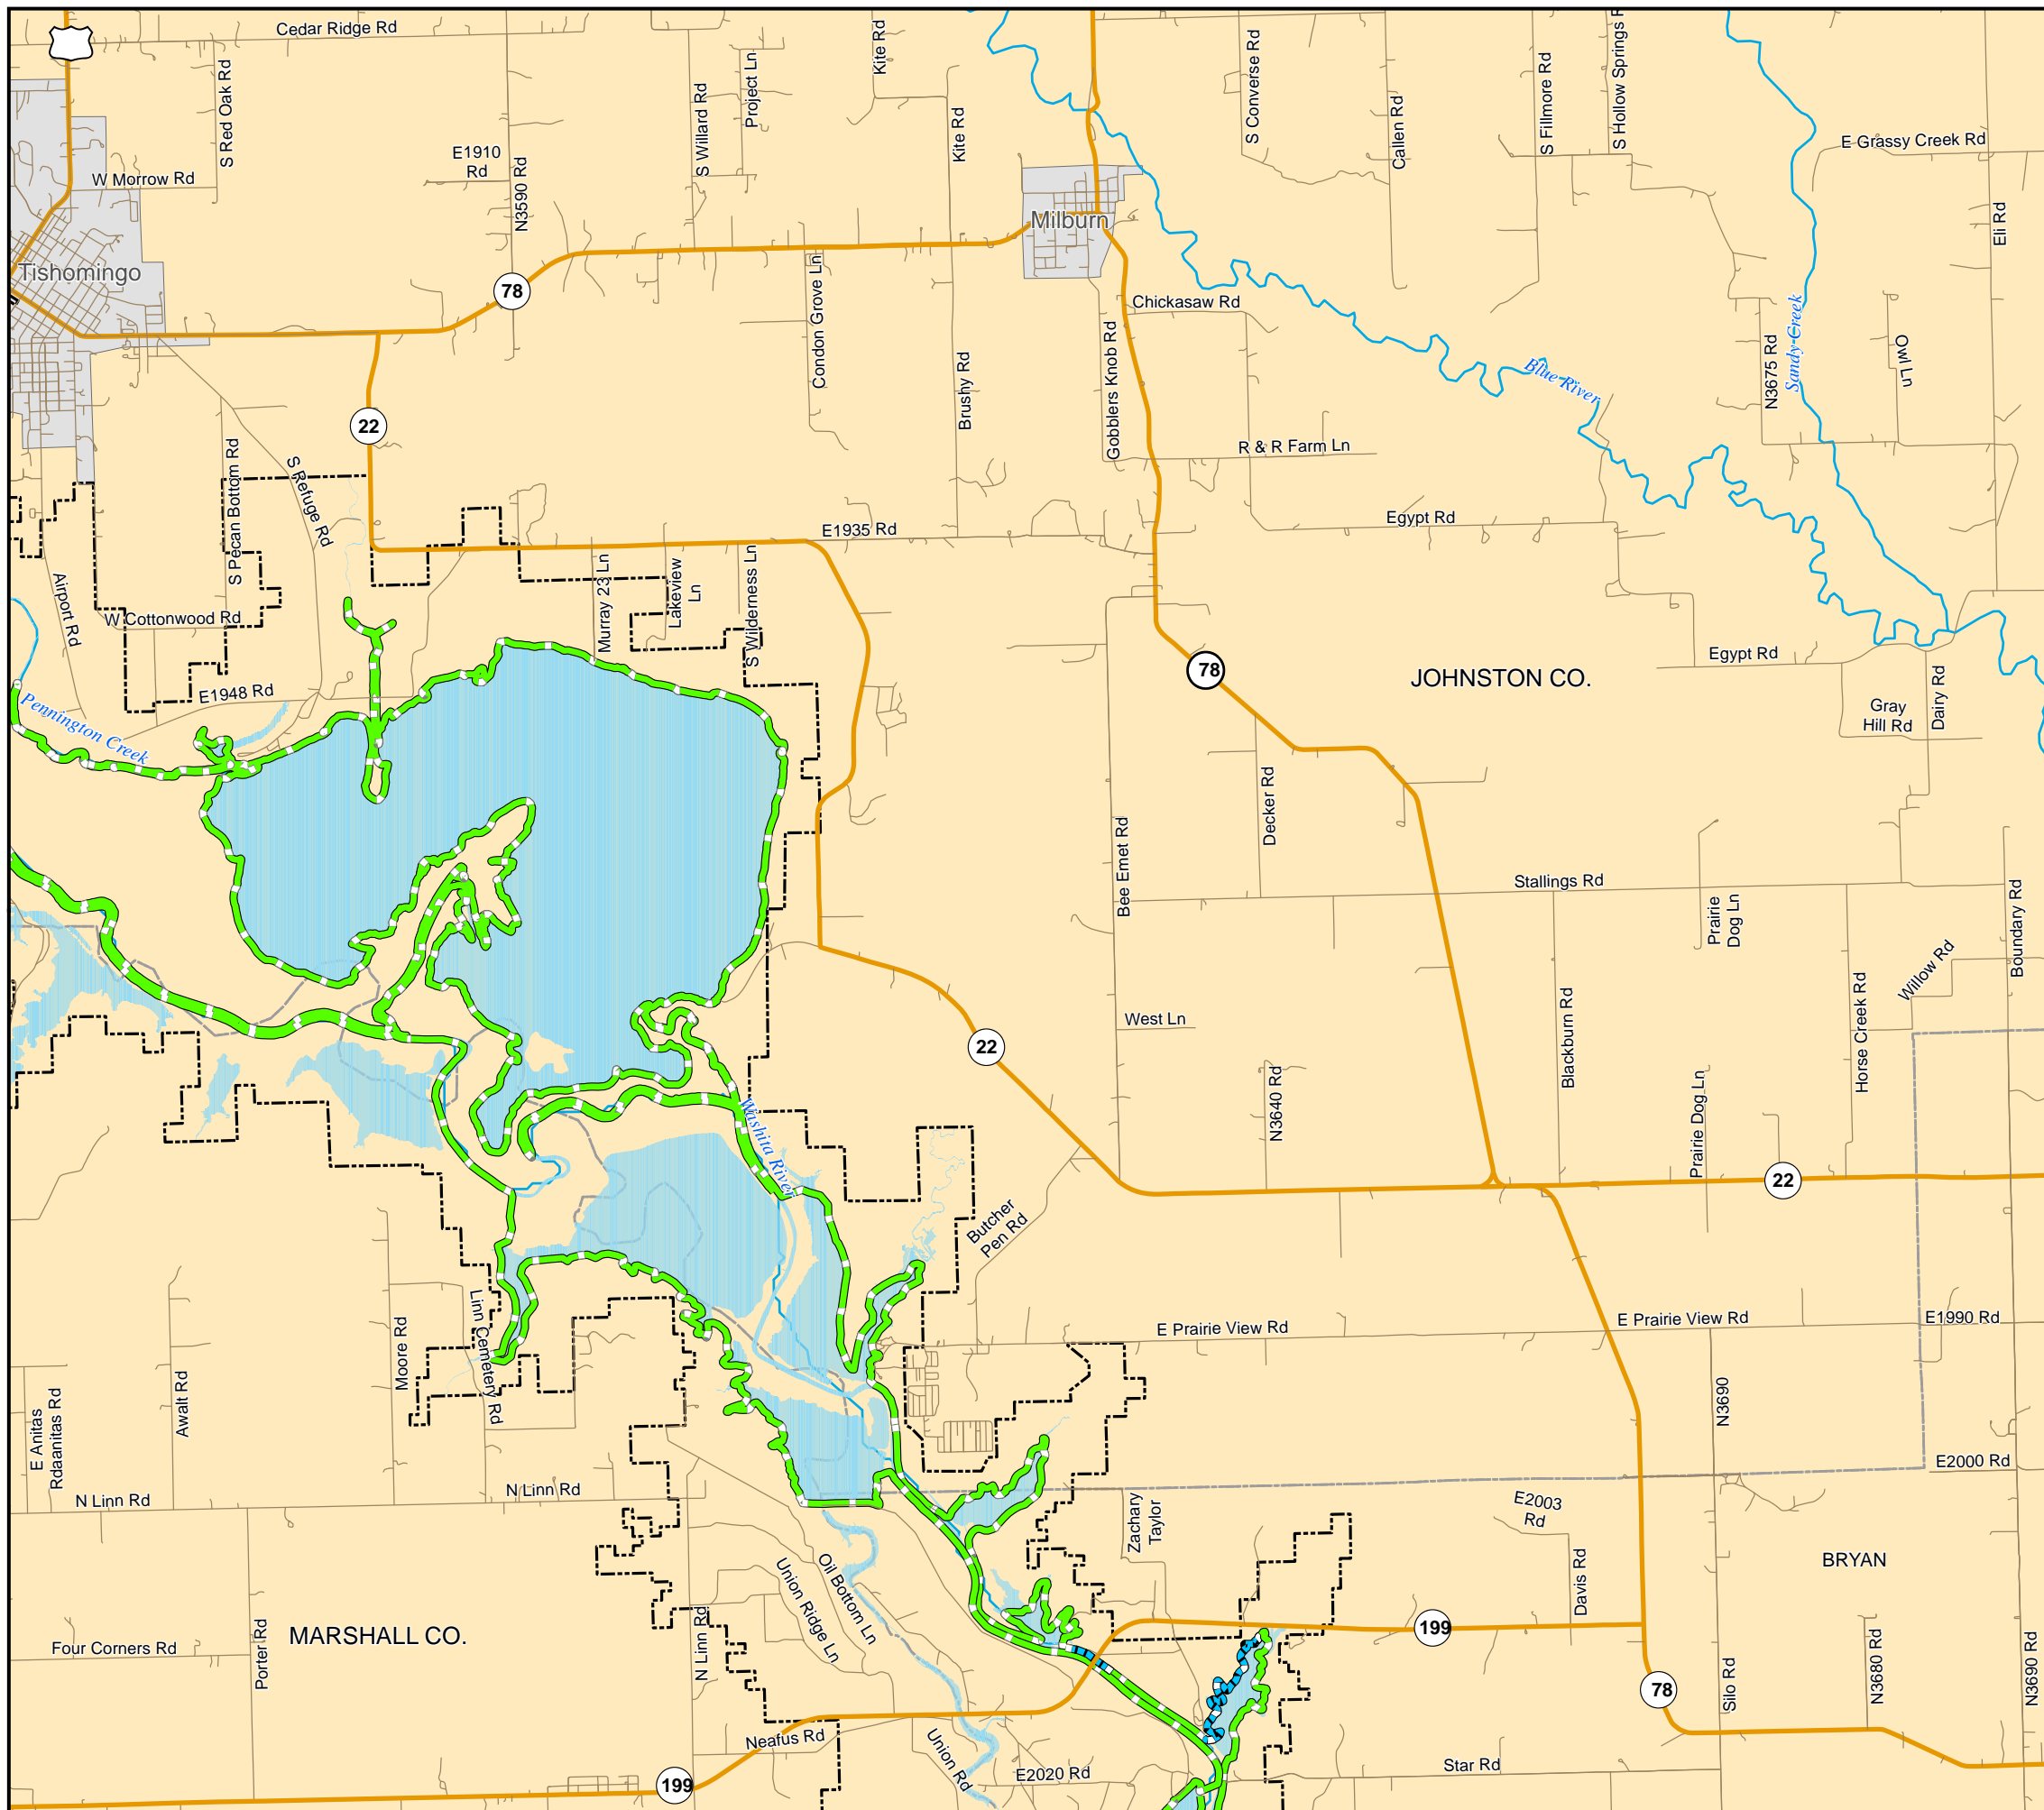 Cedar Ridge Rd
S Red Oak Rd
W Morrow Rd
E1910
Rd
N3590 Rd
S Willard Rd
Project Ln
Kite Rd
Kite Rd
S Converse Rd
Callen Rd
S Fillmore Rd
S Hollow Springs R
E Grassy Creek Rd
Eli Rd
Tishomingo
Milburn
78
Condon Grove Ln
Brushy Rd
Gobblers Knob Rd
Chickasaw Rd
Blue River
Sandy Creek
N3675 Rd
Owl Ln
22
R & R Farm Ln
S Pecan Bottom Rd
S Refuge Rd
E1935 Rd
Egypt Rd
Airport Rd
W Cottonwood Rd
Murray 23 Ln
Lakeview
Ln
S Wilderness Ln
E1948 Rd
Pennington Creek
78
JOHNSTON CO.
Egypt Rd
Gray
Hill Rd
Dairy Rd
Decker Rd
Bee Emet Rd
Stallings Rd
Prairie
Dog Ln
Boundary Rd
Willow Rd
Horse Creek Rd
Blackburn Rd
West Ln
22
N3640 Rd
Prairie Dog Ln
22
Washita River
Butcher
Pen Rd
E Prairie View Rd
E Prairie View Rd
E1990 Rd
Linn Cemetery Rd
Moore Rd
Awalt Rd
E Anitas
Rdaanitas Rd
N3690
N Linn Rd
N Linn Rd
E2000 Rd
Zachary
Taylor
E2003
Rd
Davis Rd
BRYAN
Oil Bottom Ln
Union Ridge Ln
N Linn Rd
Porter Rd
Four Corners Rd
MARSHALL CO.
199
78
Silo Rd
N3680 Rd
N3690 Rd
Neafus Rd
Union Rd
E2020 Rd
Star Rd
199